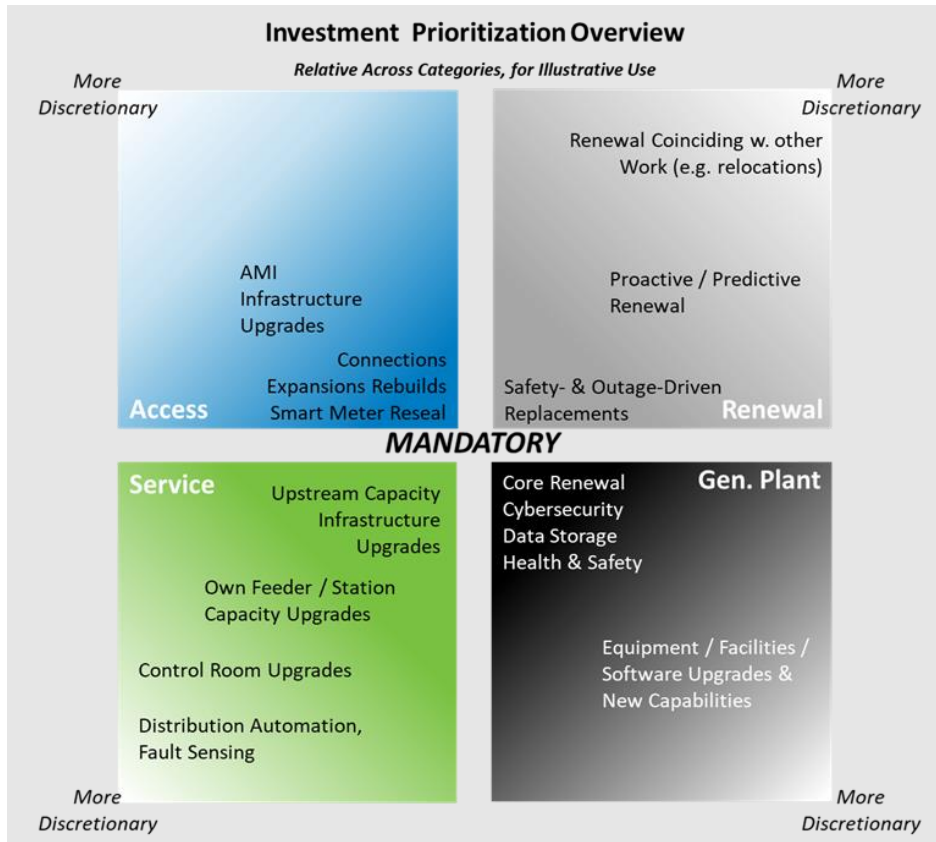 Investment Prioritization Overview
Relative Across Categories, for Illustrative Use
More
Discretionary
More
Discretionary
AMI
Infrastructure
Upgrades
Connections
Expansions Rebuilds
Smart Meter Reseal
Access
Renewal Coinciding w. other
Work (e.g. relocations)
Proactive / Predictive
Renewal
Safety- & Outage-Driven
Replacements
Renewal
MANDATORY
Service
Upstream Capacity
Infrastructure
Upgrades
Own Feeder / Station
Capacity Upgrades
Control Room Upgrades
Distribution Automation,
Fault Sensing
Core Renewal
Cybersecurity
Data Storage
Health & Safety
Gen. Plant
Equipment / Facilities /
Software Upgrades &
New Capabilities
More
Discretionary
More
Discretionary